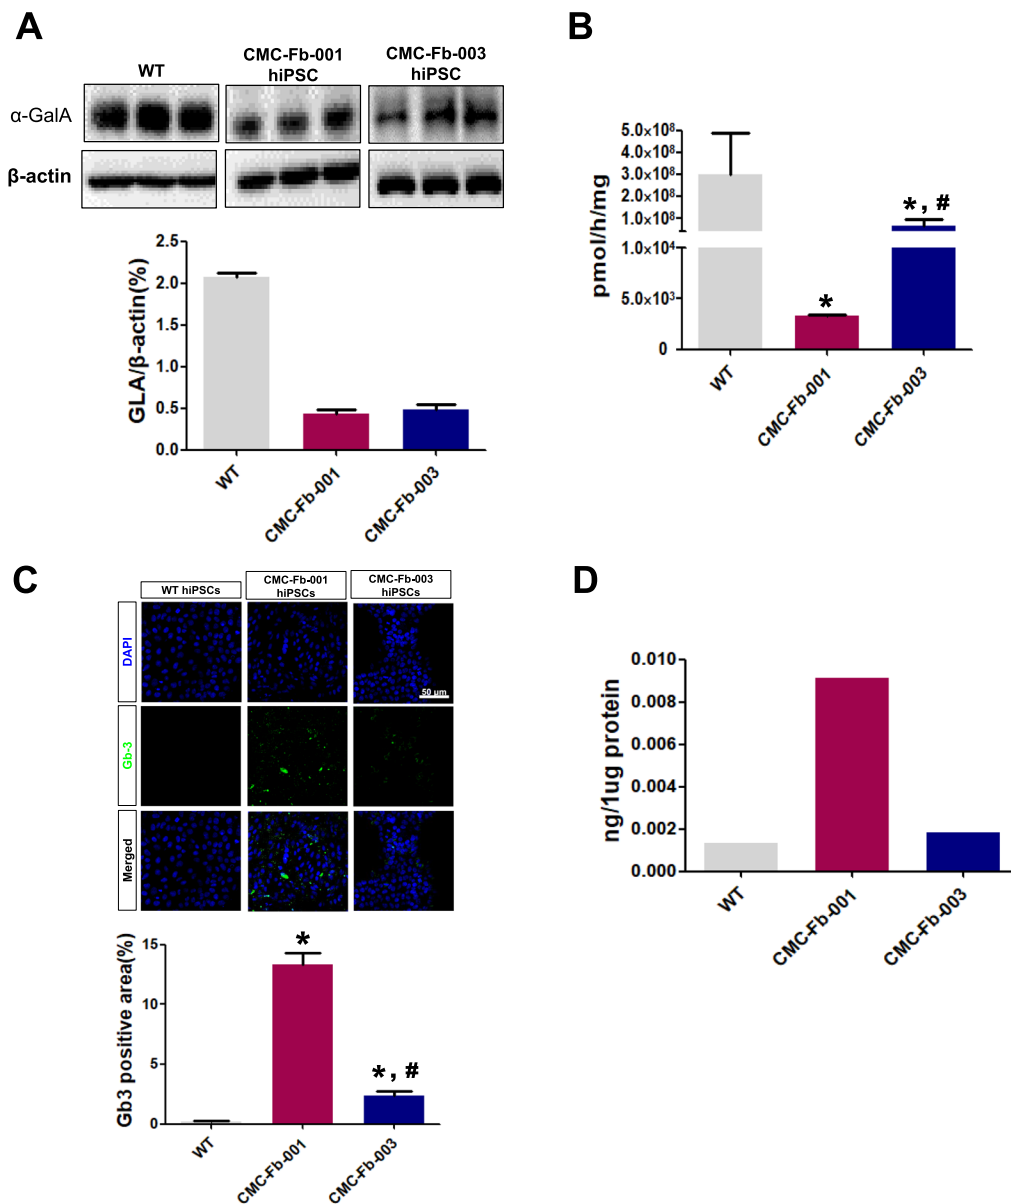 A
WT
CMC-Fb-001
hiPSC
CMC-Fb-003
hiPSC
α-GalA
β-actin
GLA/β-actin(%)
2.5
2.0
1.5
1.0
0.5
0.0
WT
CMC-Fb-001
CMC-Fb-003
B
pmol/h/mg
5.0×10⁸
4.0×10⁸
3.0×10⁸
2.0×10⁸
1.0×10⁸
1.0×10⁴
5.0×10³
0
*
*, #
WT
CMC-Fb-001
CMC-Fb-003
C
WT hiPSCs
CMC-Fb-001
hiPSCs
CMC-Fb-003
hiPSCs
DAPI
50 μm
Gb-3
Merged
Gb3 positive area(%)
15
10
5
0
*
*, #
WT
CMC-Fb-001
CMC-Fb-003
D
ng/1ug protein
0.010
0.008
0.006
0.004
0.002
0.000
WT
CMC-Fb-001
CMC-Fb-003